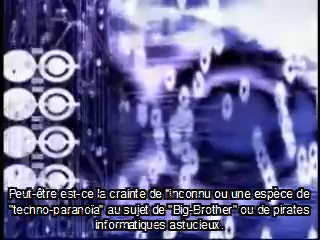 Peut-être est-ce la crainte de "inconnu ou une espèce de
"techno-paranoïa" au sujet de "Big-Brother" ou de pirates
informatiques astucieux.